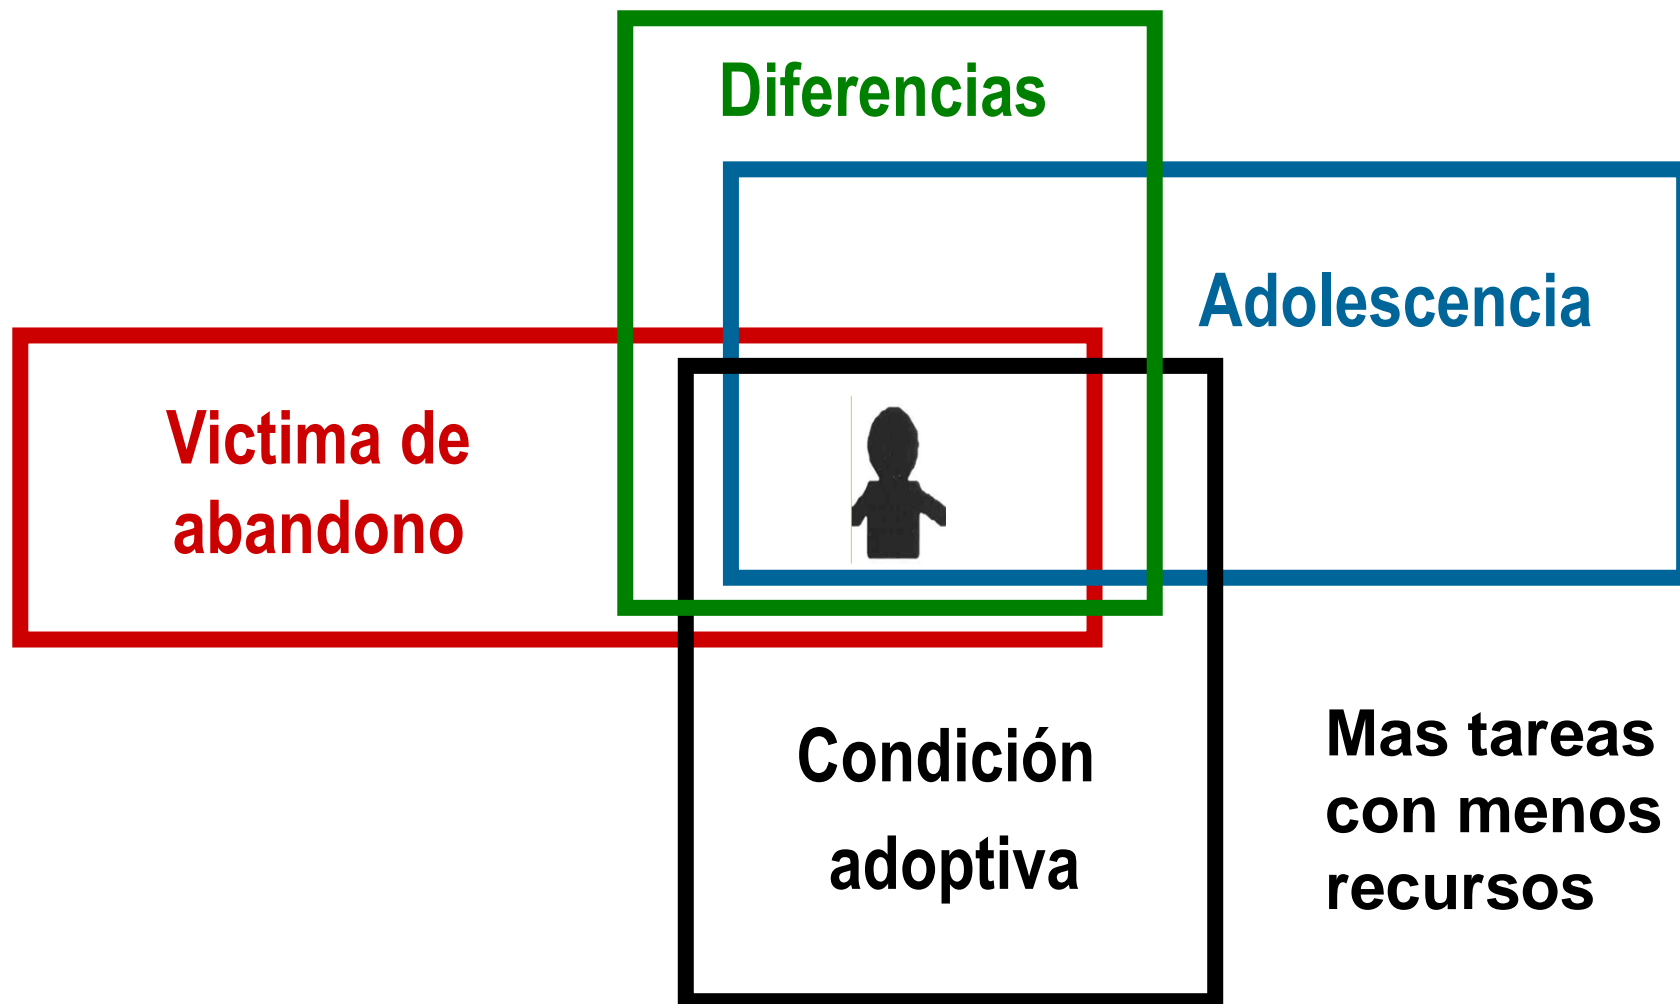 Diferencias
Adolescencia
Victima de
abandono
Condición
adoptiva
Mas tareas
con menos
recursos